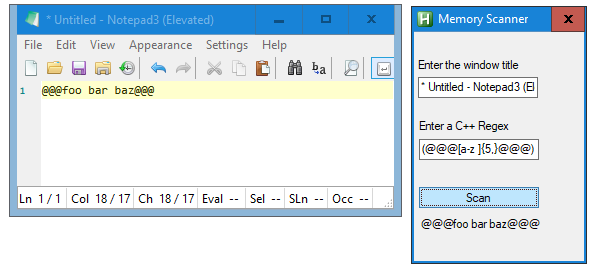 * Untitled - Notepad3 (Elevated)
File Edit View Appearance Settings Help
1 @@@foo bar baz@@@
Ln 1 / 1 Col 18 / 17 Ch 18 / 17 Eval -- Sel -- SLn -- Occ --
H Memory Scanner X
Enter the window title
* Untitled - Notepad3 (El
Enter a C++ Regex
(@@@[a-z ]{5,}@@@)
Scan
@@@foo bar baz@@@